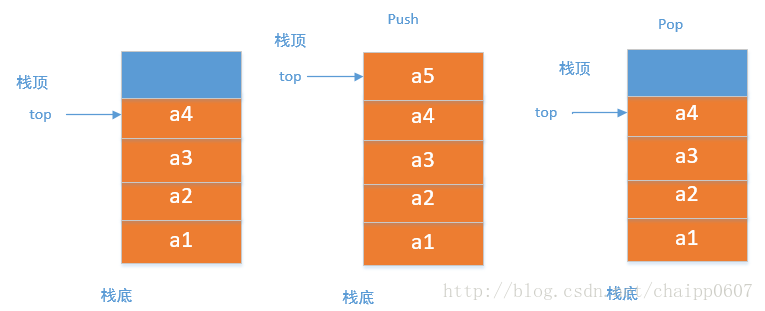 栈顶
top
a4
a3
a2
a1
栈底
Push
栈顶
top
a5
a4
a3
a2
a1
栈底
Pop
栈顶
top
a4
a3
a2
a1
栈底
http://blog.csdn.net/chaipp0607